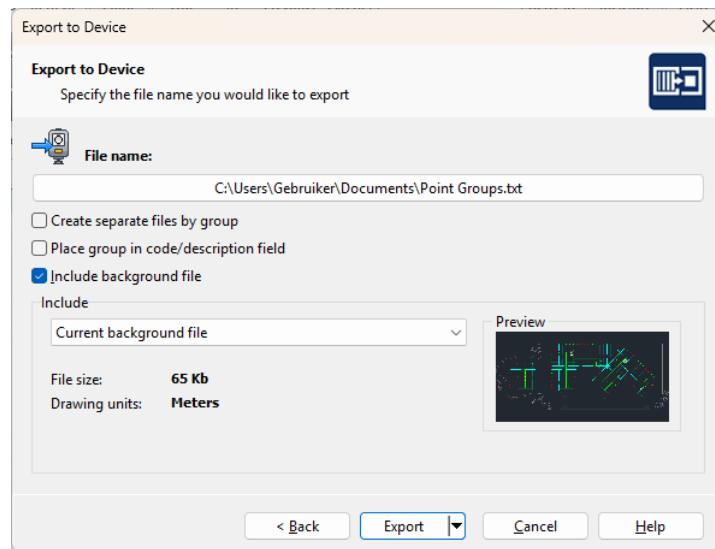 Export to Device
Export to Device
Specify the file name you would like to export
File name:
C:\Users\Gebruiker\Documents\Point Groups.txt
Create separate files by group
Place group in code/description field
Include background file
Include
Current background file
Preview
File size: 65 Kb
Drawing units: Meters
< Back Export Cancel Help